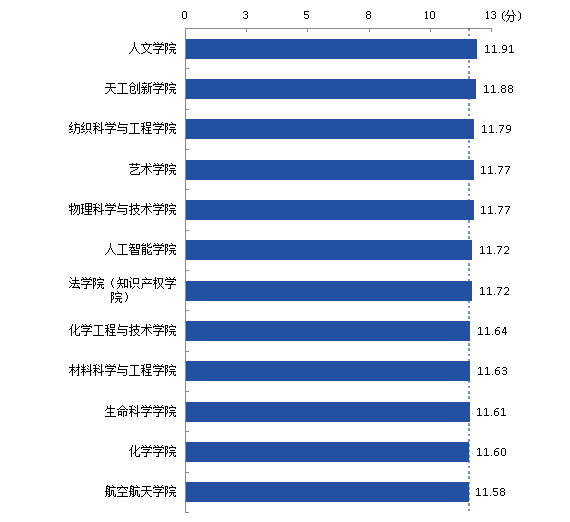 0 3 5 8 10 13 (分)
人文学院 11.91
天工创新学院 11.88
纺织科学与工程学院 11.79
艺术学院 11.77
物理科学与技术学院 11.77
人工智能学院 11.72
法学院（知识产权学
院） 11.72
化学工程与技术学院 11.64
材料科学与工程学院 11.63
生命科学学院 11.61
化学学院 11.60
航空航天学院 11.58